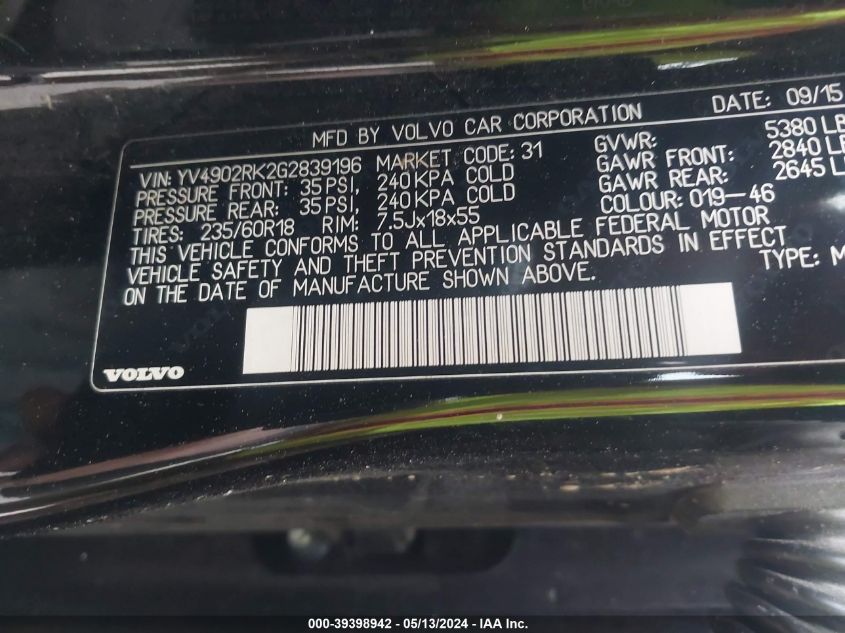 MFD BY VOLVO CAR CORPORATION DATE: 09/15
VIN: YV4902RK2G2839196 MARKET CODE: 31 GVWR: 5380 LB
PRESSURE FRONT: 35 PSI, 240 KPA COLD GAWR FRONT: 2840 LB
PRESSURE REAR: 35 PSI, 240 KPA COLD GAWR REAR: 2645 L
TIRES: 235/60R18 RIM: 7.5Jx18x55 COLOUR: 019-46
THIS VEHICLE CONFORMS TO ALL APPLICABLE FEDERAL MOTOR
VEHICLE SAFETY AND THEFT PREVENTION STANDARDS IN EFFECT
ON THE DATE OF MANUFACTURE SHOWN ABOVE. TYPE: M
VOLVO
000-39398942 - 05/13/2024 - IAA Inc.